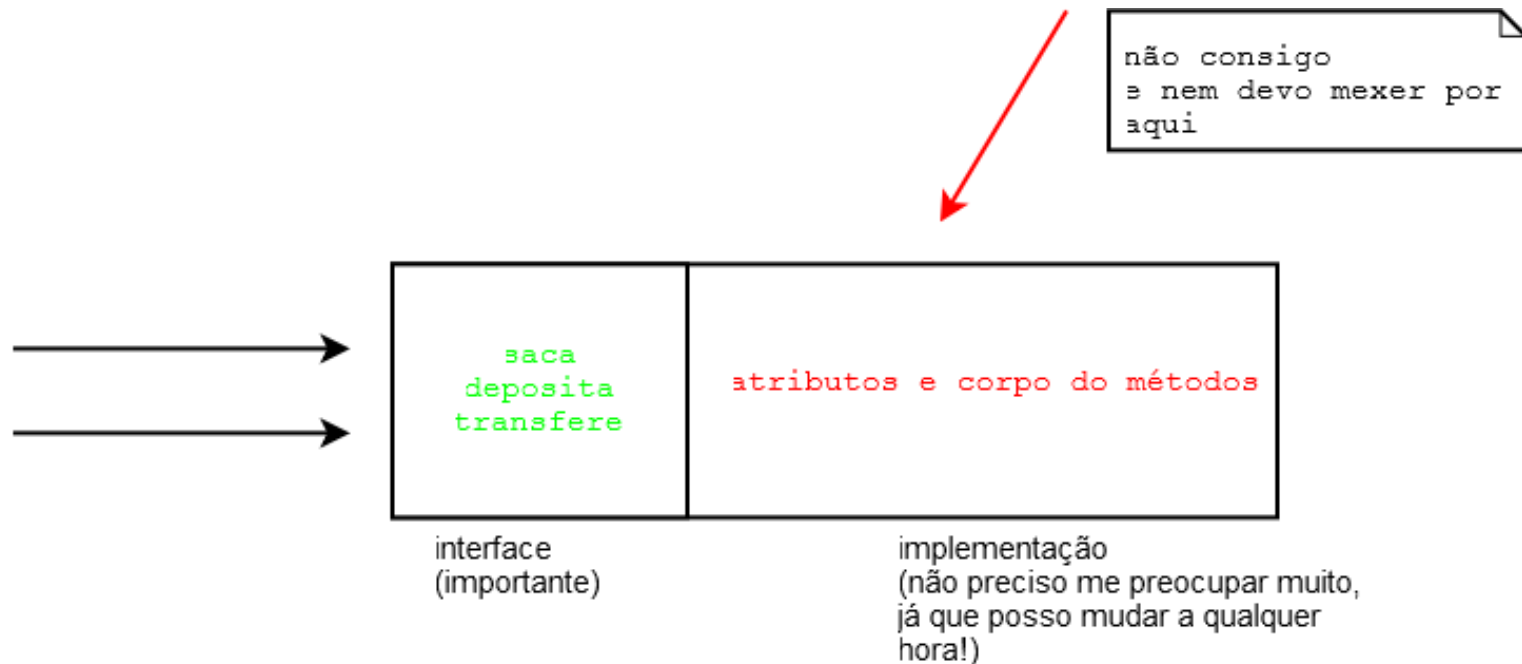 não consigo
e nem devo mexer por
aqui
saca
deposita
transfere
atributos e corpo do métodos
interface
(importante)
implementação
(não preciso me preocupar muito,
já que posso mudar a qualquer
hora!)